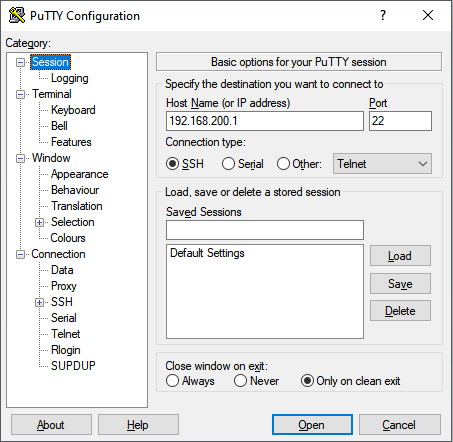 PuTTY Configuration
?
Category:
Session
Logging
Terminal
Keyboard
Bell
Features
Window
Appearance
Behaviour
Translation
Selection
Colours
Connection
Data
Proxy
SSH
Serial
Telnet
Rlogin
SUPDUP
Basic options for your PuTTY session
Specify the destination you want to connect to
Host Name (or IP address) Port
192.168.200.1 22
Connection type:
SSH Serial Other: Telnet
Load, save or delete a stored session
Saved Sessions
Default Settings
Load
Save
Delete
Close window on exit:
Always Never Only on clean exit
About Help Open Cancel